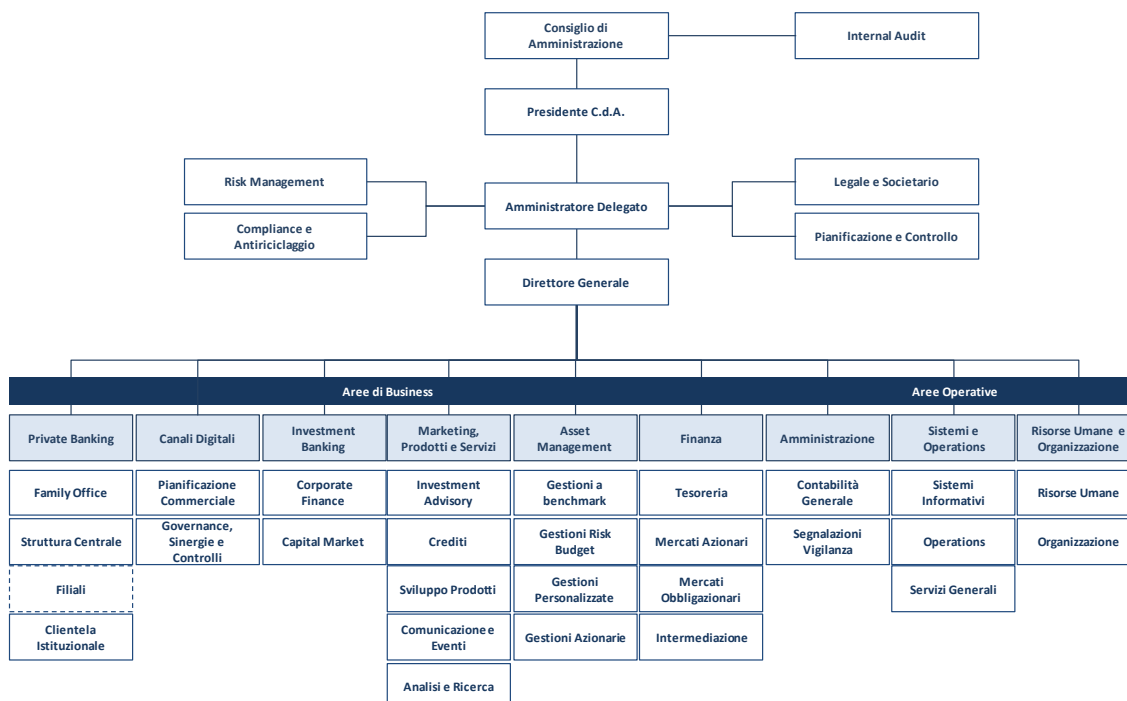 Consiglio di
Amministrazione
Internal Audit
Presidente C.d.A.
Risk Management
Legale e Societario
Amministratore Delegato
Compliance e
Antiriciclaggio
Pianificazione e Controllo
Direttore Generale
Aree di Business
Aree Operative
Private Banking
Canali Digitali
Investment
Banking
Marketing,
Prodotti e Servizi
Asset
Management
Finanza
Amministrazione
Sistemi e
Operations
Risorse Umane e
Organizzazione
Family Office
Pianificazione
Commerciale
Corporate
Finance
Investment
Advisory
Gestioni a
benchmark
Tesoreria
Contabilità
Generale
Sistemi
Informativi
Risorse Umane
Struttura Centrale
Governance,
Sinergie e
Controlli
Capital Market
Crediti
Gestioni Risk
Budget
Mercati Azionari
Segnalazioni
Vigilanza
Operations
Organizzazione
Filiali
Sviluppo Prodotti
Gestioni
Personalizzate
Mercati
Obbligazionari
Servizi Generali
Clientela
Istituzionale
Comunicazione e
Eventi
Gestioni Azionarie
Intermediazione
Analisi e Ricerca